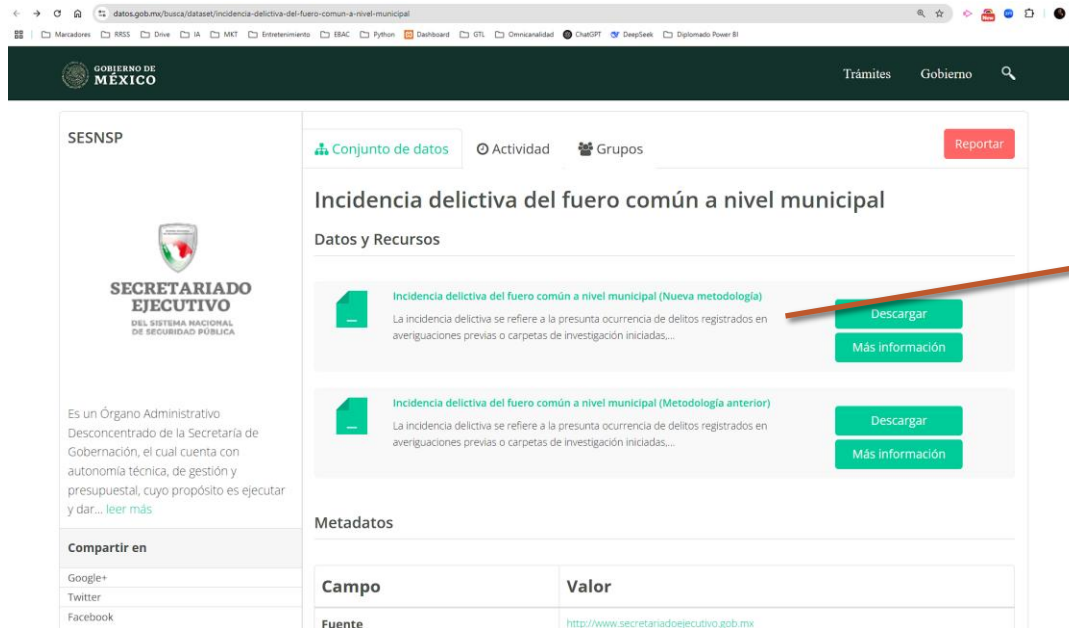 datos.gob.mx/busca/dataset/incidencia-delictiva-del-fuero-comun-a-nivel-municipal
Marcadores RRSS Drive IA MKT Entretenimiento EBAC Python Dashboard GTL Omnicanalidad ChatGPT DeepSeek Diplomado Power BI
GOBIERNO DE
MÉXICO
Trámites Gobierno
SESNSP
Conjunto de datos Actividad Grupos
Reportar
Incidencia delictiva del fuero común a nivel municipal
Datos y Recursos
SECRETARIADO
EJECUTIVO
DEL SISTEMA NACIONAL
DE SEGURIDAD PÚBLICA
Incidencia delictiva del fuero común a nivel municipal (Nueva metodología)
La incidencia delictiva se refiere a la presunta ocurrencia de delitos registrados en
averiguaciones previas o carpetas de investigación iniciadas,...
Descargar
Más información
Incidencia delictiva del fuero común a nivel municipal (Metodología anterior)
La incidencia delictiva se refiere a la presunta ocurrencia de delitos registrados en
averiguaciones previas o carpetas de investigación iniciadas,...
Descargar
Más información
Es un Órgano Administrativo
Desconcentrado de la Secretaría de
Gobernación, el cual cuenta con
autonomía técnica, de gestión y
presupuestal, cuyo propósito es ejecutar
y dar... leer más
Compartir en
Google+
Twitter
Facebook
Metadatos
Campo Valor
Fuente http://www.secretariadoejecutivo.gob.mx